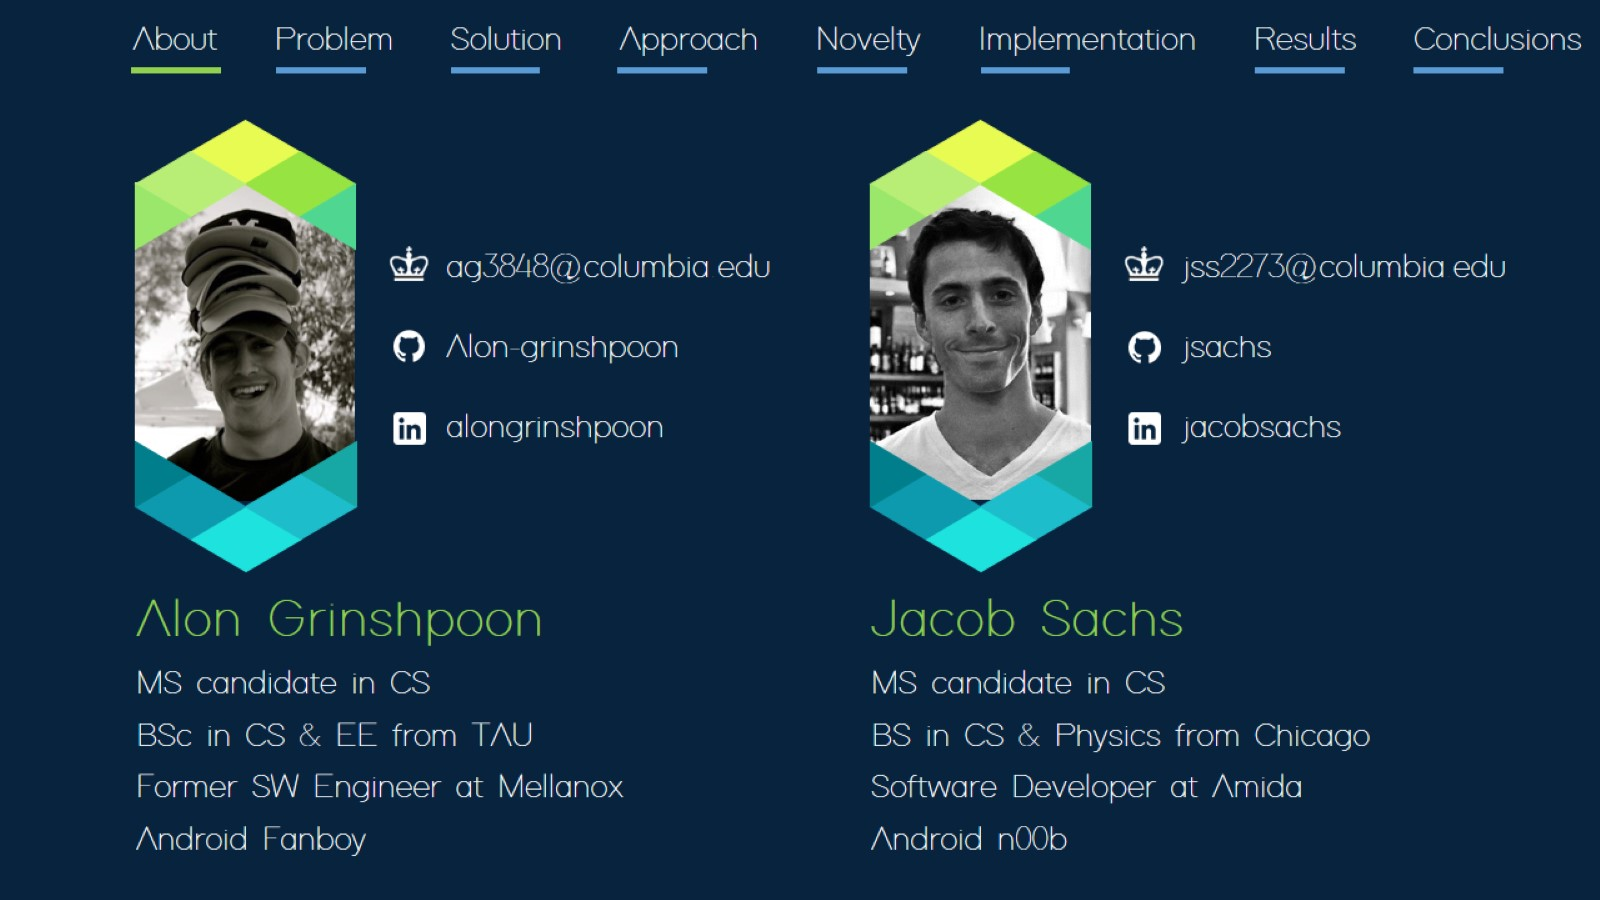 About Problem Solution Approach Novelty Implementation Results Conclusions
M
ag3848@columbia edu
Alon-grinshpoon
in alongrinshpoon
Alon Grinshpoon
MS candidate in CS
BSc in CS & EE from TAU
Former SW Engineer at Mellanox
Android Fanboy
jss2273@columbia edu
jsachs
in jacobsachs
Jacob Sachs
MS candidate in CS
BS in CS & Physics from Chicago
Software Developer at Amida
Android n00b